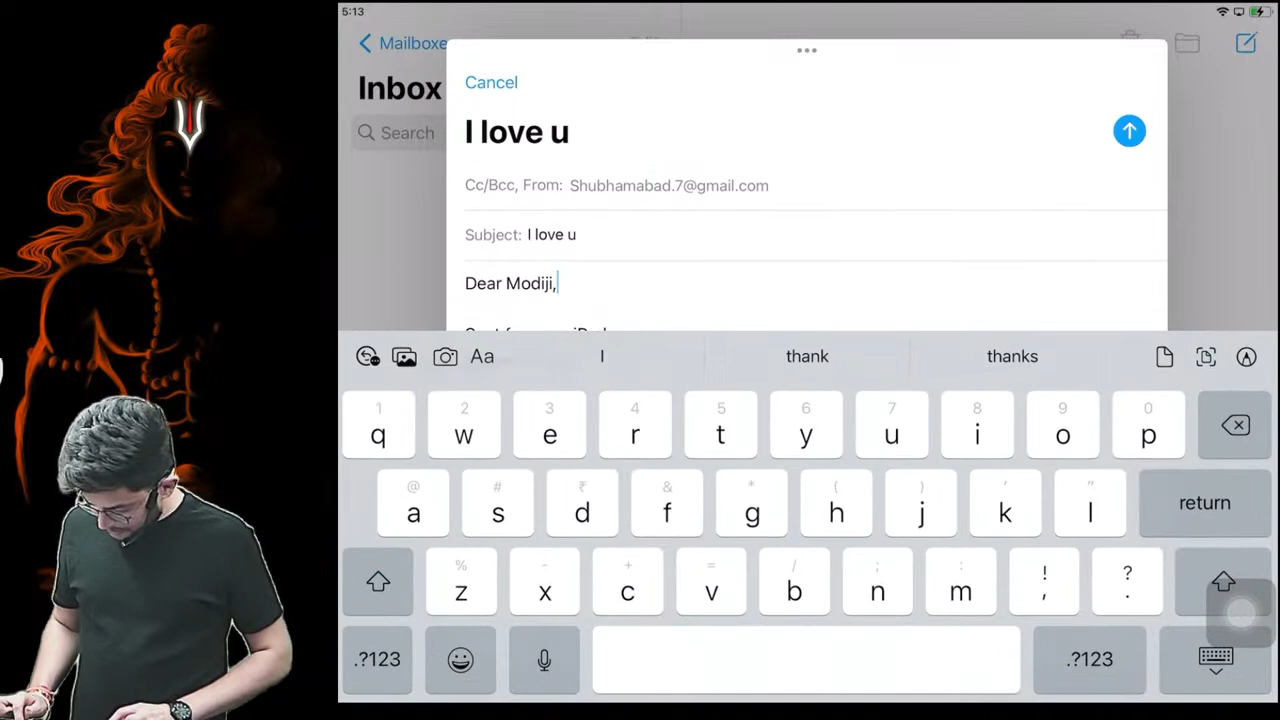 5:13
Mailboxe
Inbox
Search
Cancel
I love u
Cc/Bcc, From: Shubhamabad.7@gmail.com
Subject: I love u
Dear Modiji,
Aa
I
thank
thanks
1 2 3 4 5 6 7 8 9 0
q w e r t y u i o p
@ # ₹ & * ( ) ' "
a s d f g h j k l return
% - + = / ; : ! ?
z x c v b n m , .
.?123
.?123